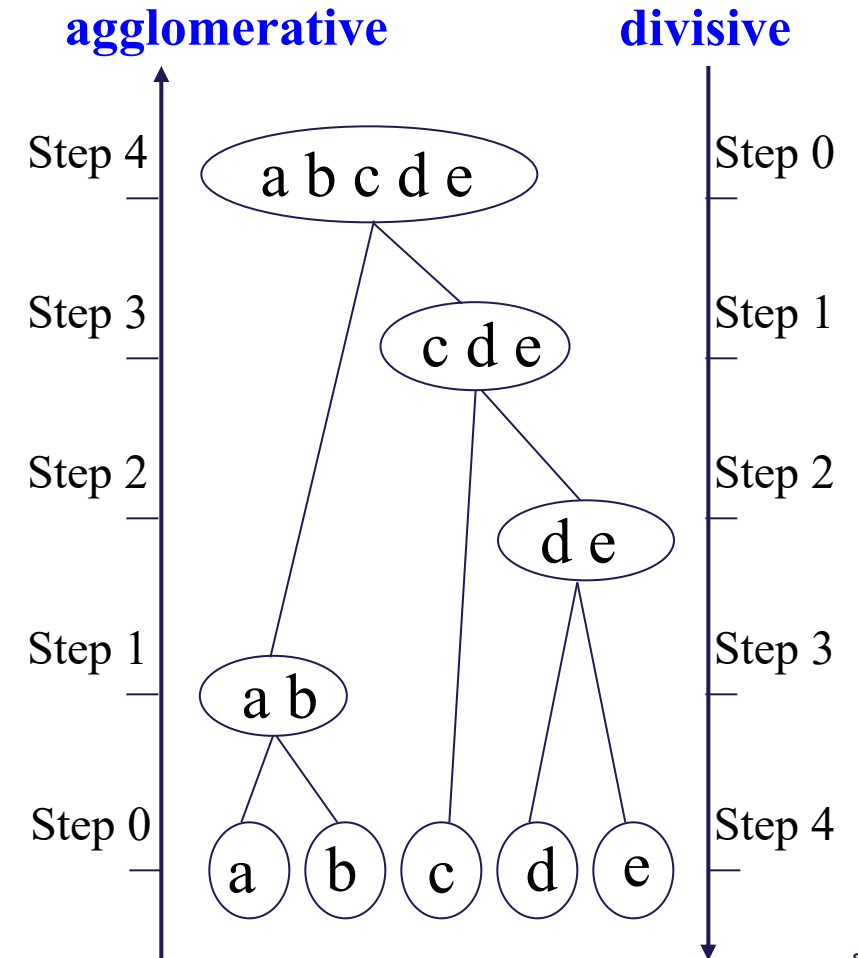 agglomerative divisive
Step 4 a b c d e Step 0
Step 3 c d e Step 1
Step 2 d e Step 2
Step 1 a b Step 3
Step 0 a b c d e Step 4